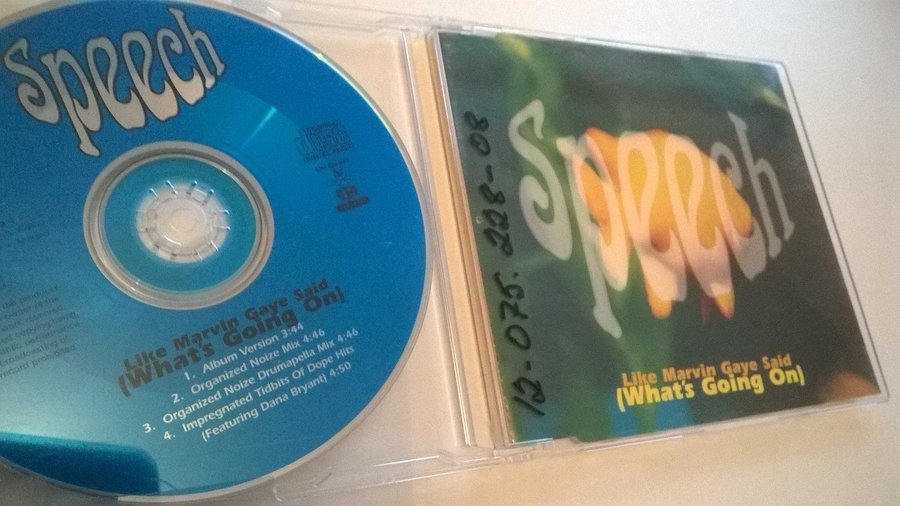 speech
Like Marvin Gaye Said
(What's Going On)
1. Album Version 3:44
2. Organized Noize Mix 4:46
3. Organized Noize Drumapella Mix 4:46
4. Impregnated Tidbits Of Dope Hits
(Featuring Dana Bryant) 4:50
speech
Like Marvin Gaye Said
(What's Going On)
12-075.228-08